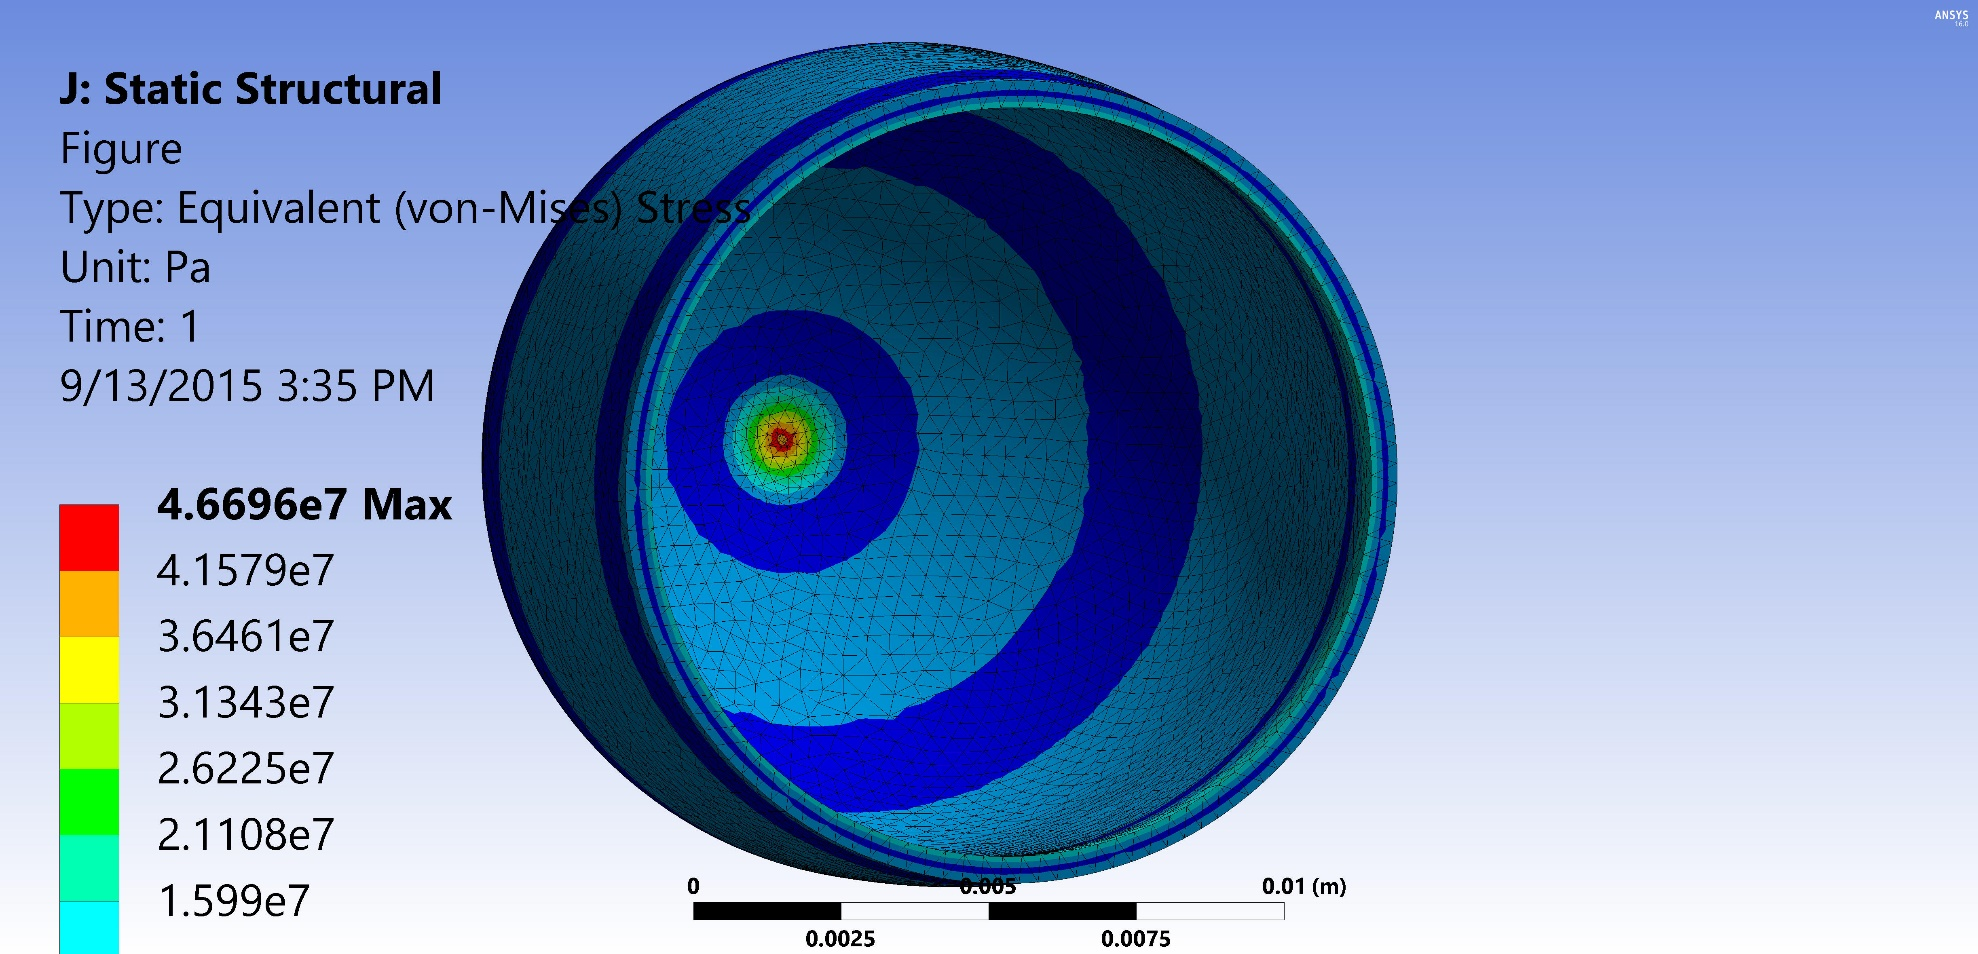 ANSYS
16.0
J: Static Structural
Figure
Type: Equivalent (von-Mises) Stress
Unit: Pa
Time: 1
9/13/2015 3:35 PM
4.6696e7 Max
4.1579e7
3.6461e7
3.1343e7
2.6225e7
2.1108e7
1.599e7
0 0.005 0.01 (m)
0.0025 0.0075